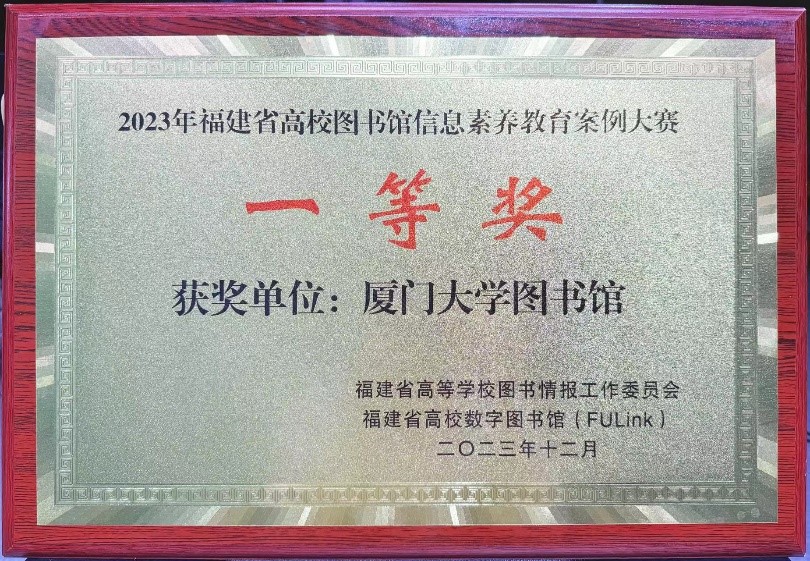 2023年福建省高校图书馆信息素养教育案例大赛
一等奖
获奖单位：厦门大学图书馆
福建省高等学校图书情报工作委员会
福建省高校数字图书馆（FULink）
二〇二三年十二月